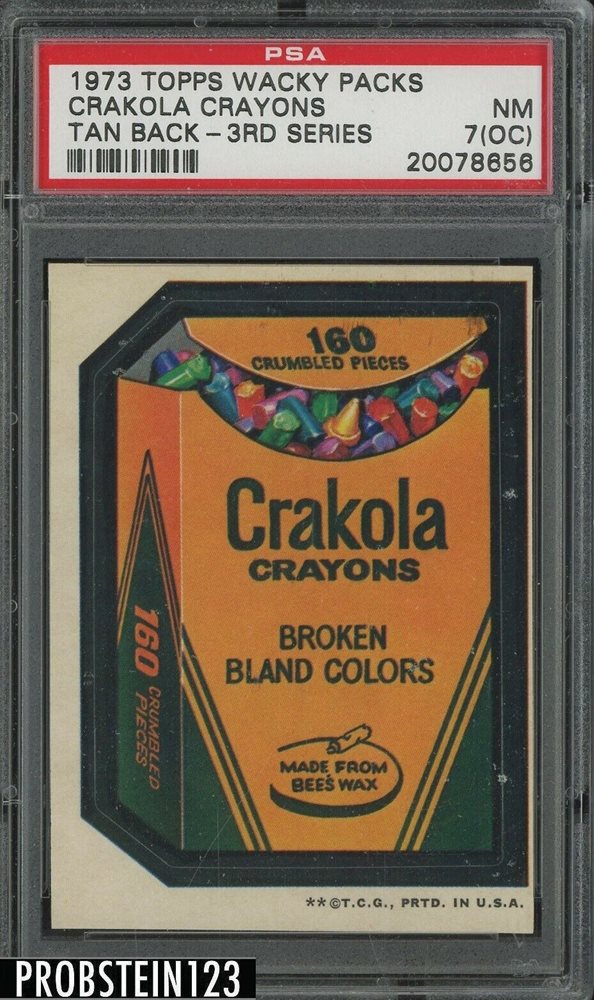 PSA
1973 TOPPS WACKY PACKS
CRAKOLA CRAYONS NM
TAN BACK - 3RD SERIES 7(OC)
20078656
160
CRUMBLED PIECES
Crakola
CRAYONS
BROKEN
BLAND COLORS
160 CRUMBLED
PIECES
MADE FROM
BEE'S WAX
**©T.C.G., PRTD. IN U.S.A.
PROBSTEIN123